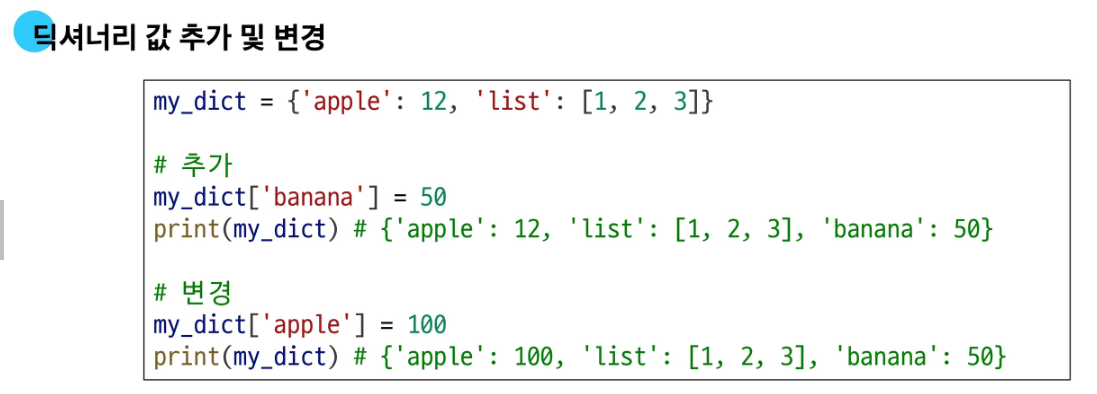 딕셔너리 값 추가 및 변경
my_dict = {'apple': 12, 'list': [1, 2, 3]}
# 추가
my_dict['banana'] = 50
print(my_dict) # {'apple': 12, 'list': [1, 2, 3], 'banana': 50}
# 변경
my_dict['apple'] = 100
print(my_dict) # {'apple': 100, 'list': [1, 2, 3], 'banana': 50}